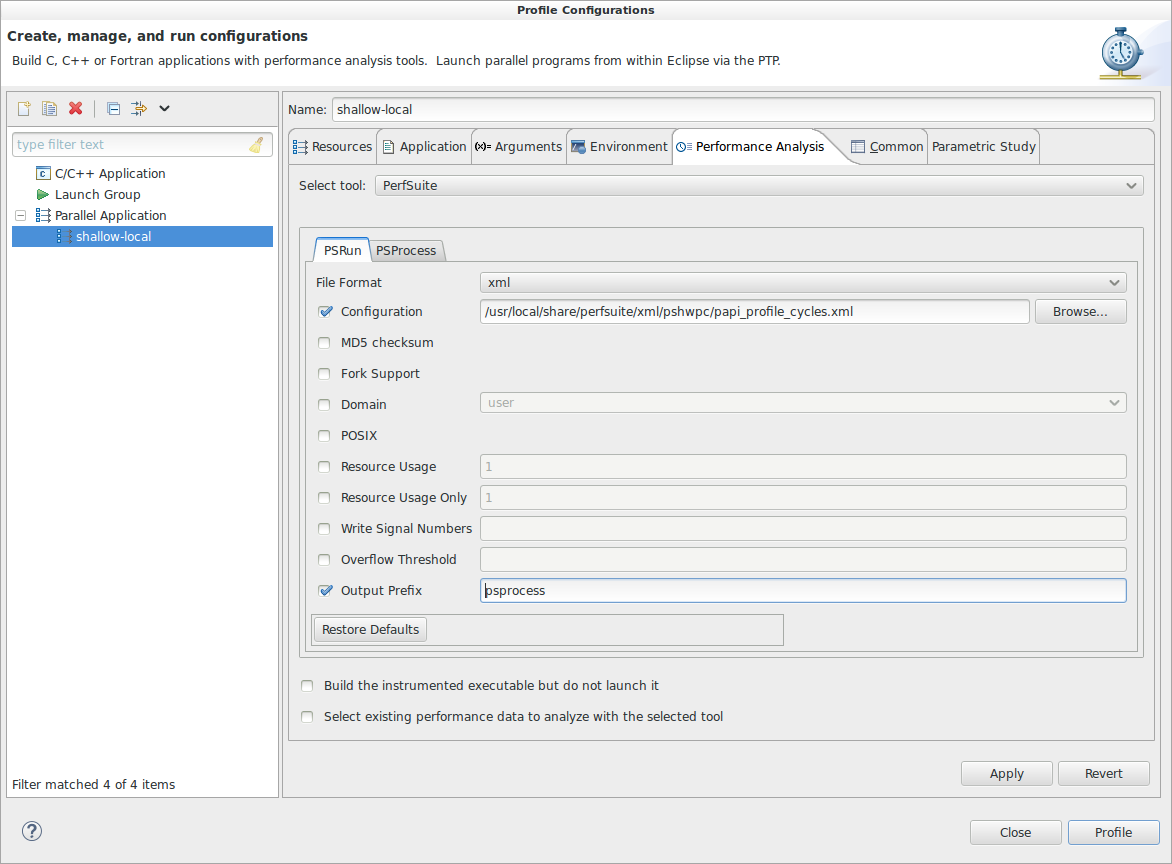 Profile Configurations
Create, manage, and run configurations
Build C, C++ or Fortran applications with performance analysis tools.  Launch parallel programs from within Eclipse via the PTP.
type filter text
C/C++ Application
Launch Group
Parallel Application
shallow-local
Filter matched 4 of 4 items
Name: shallow-local
Resources Application (x)= Arguments Environment Performance Analysis Common Parametric Study
Select tool: PerfSuite
PSRun PSProcess
File Format xml
Configuration /usr/local/share/perfsuite/xml/pshwpc/papi_profile_cycles.xml Browse...
MD5 checksum
Fork Support
Domain user
POSIX
Resource Usage 1
Resource Usage Only 1
Write Signal Numbers
Overflow Threshold
Output Prefix psprocess
Restore Defaults
Build the instrumented executable but do not launch it
Select existing performance data to analyze with the selected tool
Apply Revert
? Close Profile